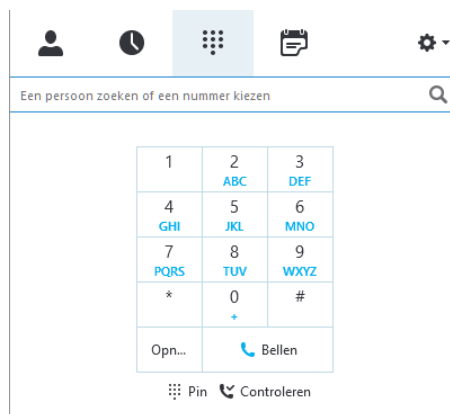 Een persoon zoeken of een nummer kiezen
1 2 3
ABC DEF
4 5 6
GHI JKL MNO
7 8 9
PQRS TUV WXYZ
* 0 #
+
Opn... Bellen
Pin Controleren